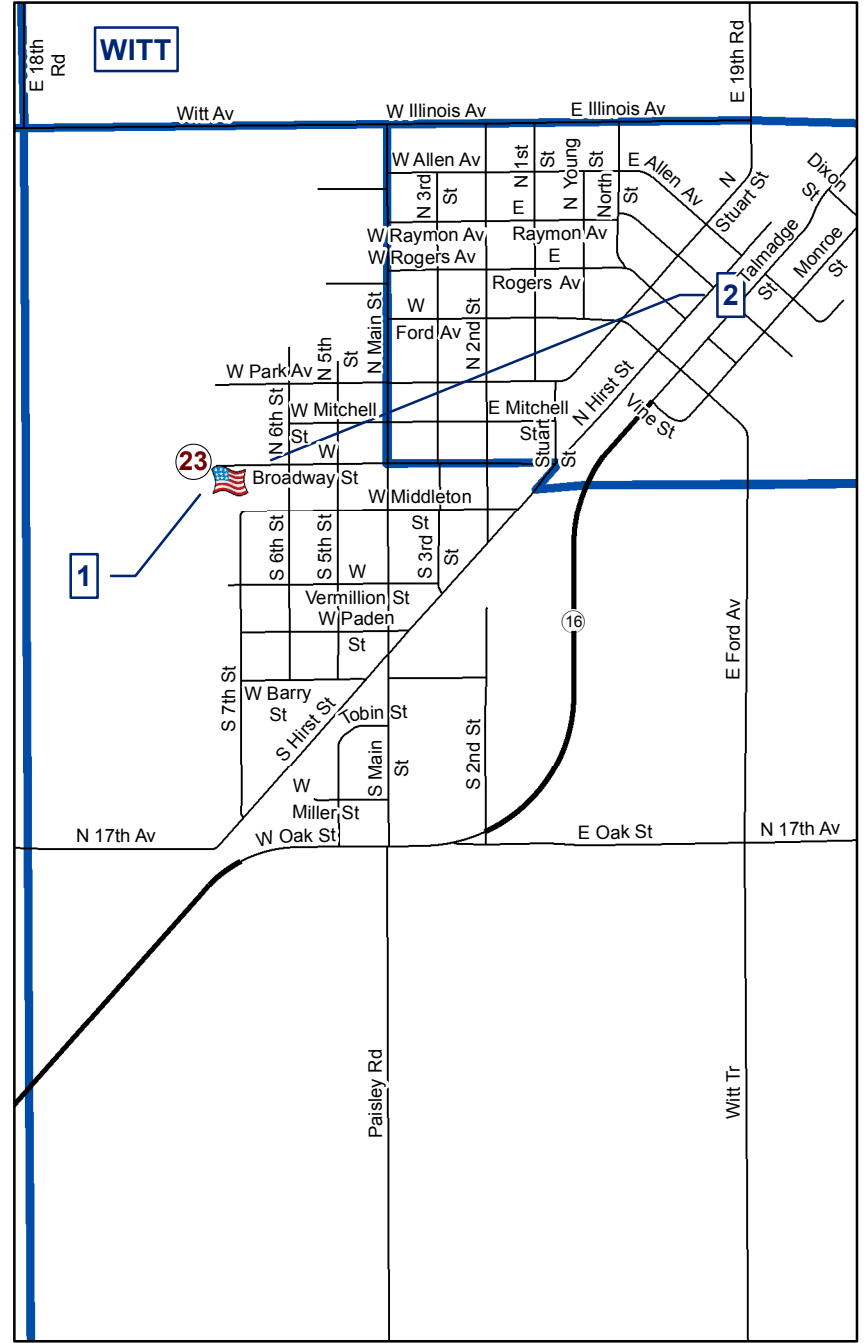 WITT
E 18th
Rd
E 19th Rd
Witt Av
W Illinois Av
E Illinois Av
W Allen Av
N 1st
St
N Young
St
E Allen Av
N
Stuart St
Dixon
St
N 3rd
St
E
North
St
W Raymon Av
Raymon Av
Talmadge
St
Monroe
St
W Rogers Av
E
Rogers Av
2
W
Ford Av
N Main St
N 2nd St
N 5th
St
W Park Av
N 6th St
W Mitchell
St
E Mitchell
St
N Hirst St
Vine St
Stuart
St
W
Broadway St
23
W Middleton
St
1
S 6th St
S 5th St
S 3rd
St
W
Vermillion St
W Paden
St
16
E Ford Av
S 7th St
W Barry
St
S Hirst St
Tobin St
S Main
St
S 2nd St
W
Miller St
N 17th Av
W Oak St
E Oak St
N 17th Av
Paisley Rd
Witt Tr